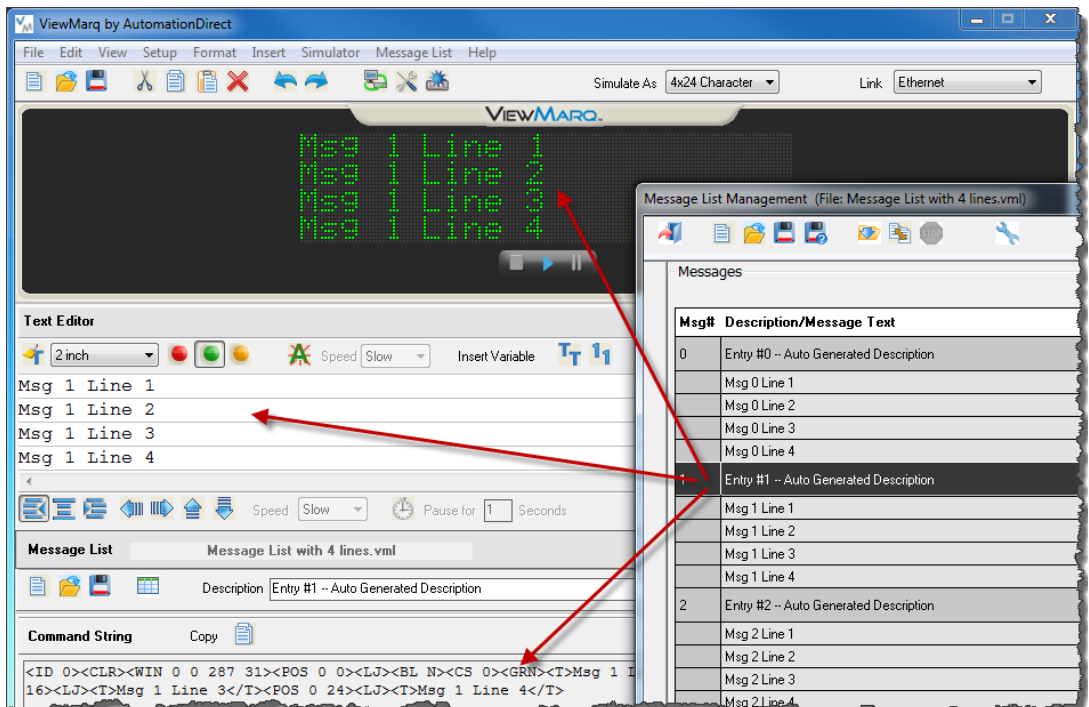 ViewMarq by AutomationDirect
File Edit View Setup Format Insert Simulator Message List Help
Simulate As 4x24 Character Link Ethernet
VIEWMARQ
Msg 1 Line 1
Msg 1 Line 2
Msg 1 Line 3
Msg 1 Line 4
Text Editor
2 inch Speed Slow Insert Variable
Msg 1 Line 1
Msg 1 Line 2
Msg 1 Line 3
Msg 1 Line 4
Speed Slow Pause for 1 Seconds
Message List Message List with 4 lines.vml
Description Entry #1 -- Auto Generated Description
Command String Copy
<ID 0><CLR><WIN 0 0 287 31><POS 0 0><LJ><BL N><CS 0><GRN><T>Msg 1
16><LJ><T>Msg 1 Line 3</T><POS 0 24><LJ><T>Msg 1 Line 4</T>
Message List Management (File: Message List with 4 lines.vml)
STOP
Messages
Msg# Description/Message Text
0 Entry #0 -- Auto Generated Description
Msg 0 Line 1
Msg 0 Line 2
Msg 0 Line 3
Msg 0 Line 4
1 Entry #1 -- Auto Generated Description
Msg 1 Line 1
Msg 1 Line 2
Msg 1 Line 3
Msg 1 Line 4
2 Entry #2 -- Auto Generated Description
Msg 2 Line 1
Msg 2 Line 2
Msg 2 Line 3
Msg 2 Line 4